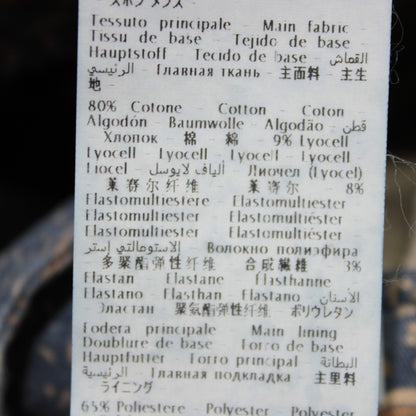 Tessuto principale - Main fabric
Tissu de base - Tejido de base -
Hauptstoff - Tecido de base - القماش
الرئيسي - Главная ткань - 主面料 - 主生
地 -
80% Cotone - Cotton - Coton -
Algodón - Baumwolle - Algodão - قطن
Хлопок 棉 綿 - 9% Lyocell
Lyocell - Lyocell - Lyocell - Lyocell
Liocel - ألياف لايوسل - Лиочел (Lyocel)
莱赛尔纤维 莱赛尔 8%
Elastomultiestere Elastomultiester
Elastomultiester Elastomultiéster
Elastomultiester Elastomultiéster
Волокно полиэфира
多聚酯弹性纤维 - 合成繊維 - 3%
Elastan Elastane Elasthanne
Elastano Elasthan Elastano الأستان
Эластан 聚氨酯弹性纤维 - ポリウレタン
Fodera principale - Main lining
Doublure de base - Forro de base
Hauptfutter - Forro principal - البطانة
الرئيسية - Главная подкладка - 主里料
ライニング
65% Poliestere - Polyester - Polyester